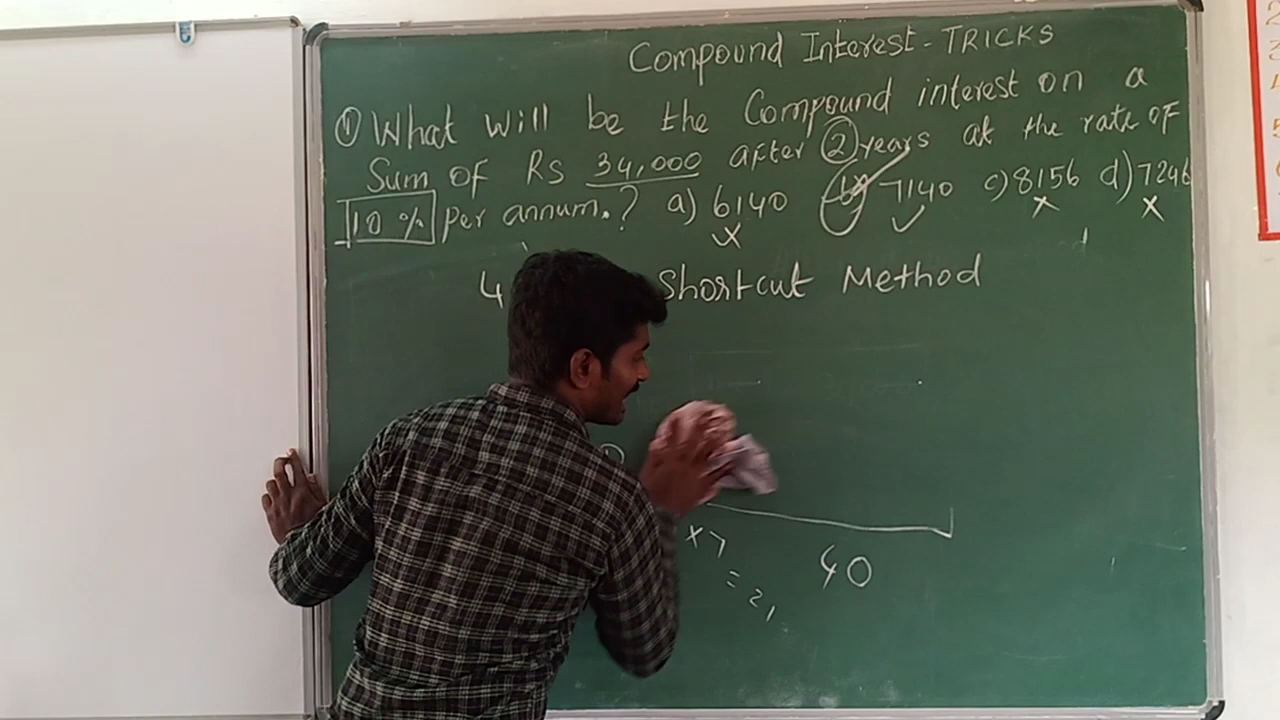 Compound Interest - TRICKS
① What will be the Compound interest on a
Sum of Rs 34,000 after 2 years at the rate of
10 % per annum. ? a) 6140 b) 7140 c) 8156 d) 7246
4 Shortcut Method
x 7
= 21
40